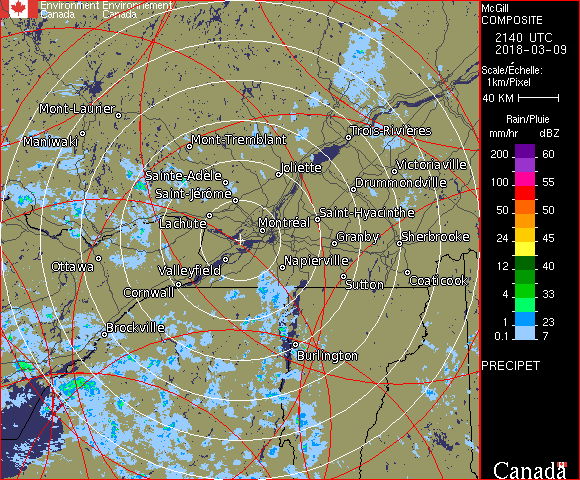 Environment Environnement
Canada Canada
McGill
COMPOSITE
2140 UTC
2018-03-09
Scale/Échelle:
1km/Pixel
40 KM
Rain/Pluie
mm/hr dBZ
200 60
100 55
50 50
24 45
12 40
4 33
1 23
0.1 7
PRECIPET
Canada
Mont-Laurier
Maniwaki
Mont-Tremblant
Trois-Rivières
Joliette
Victoriaville
Sainte-Adèle
Drummondville
Saint-Jérôme
Lachute
Saint-Hyacinthe
Montréal
Granby
Sherbrooke
Ottawa
Valleyfield
Napierville
Sutton
Coaticook
Cornwall
Brockville
Burlington